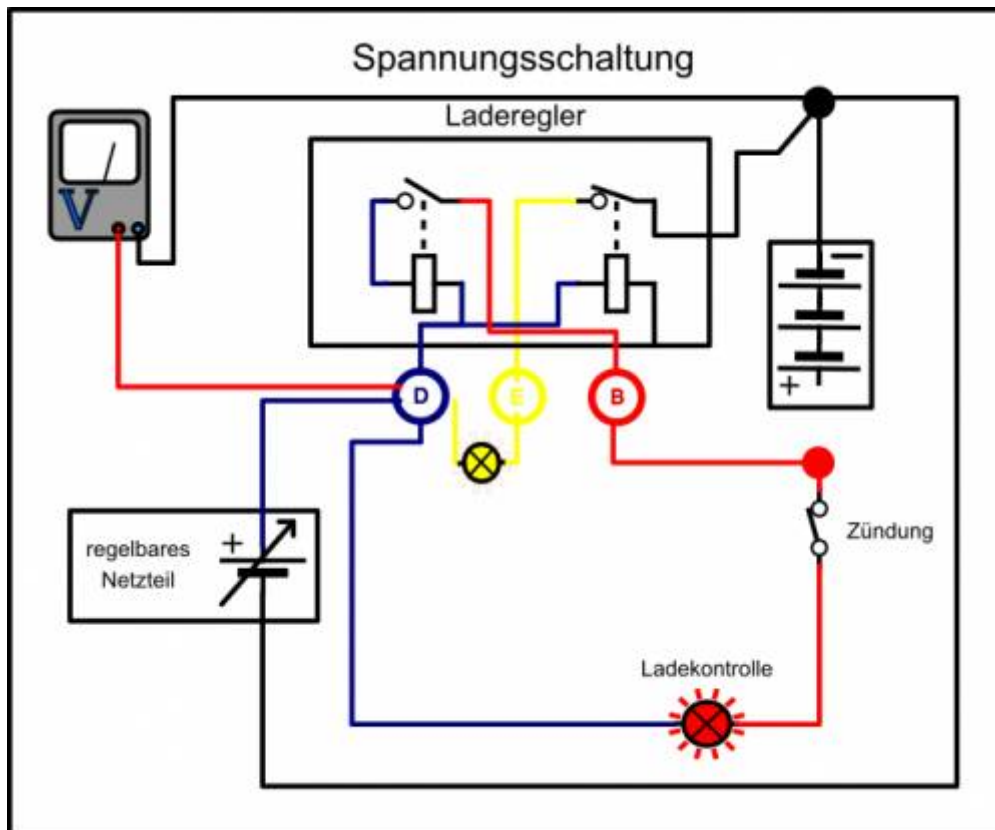 Spannungsschaltung
Laderegler
V
D
E
B
+
Zündung
regelbares
Netzteil
+
Ladekontrolle